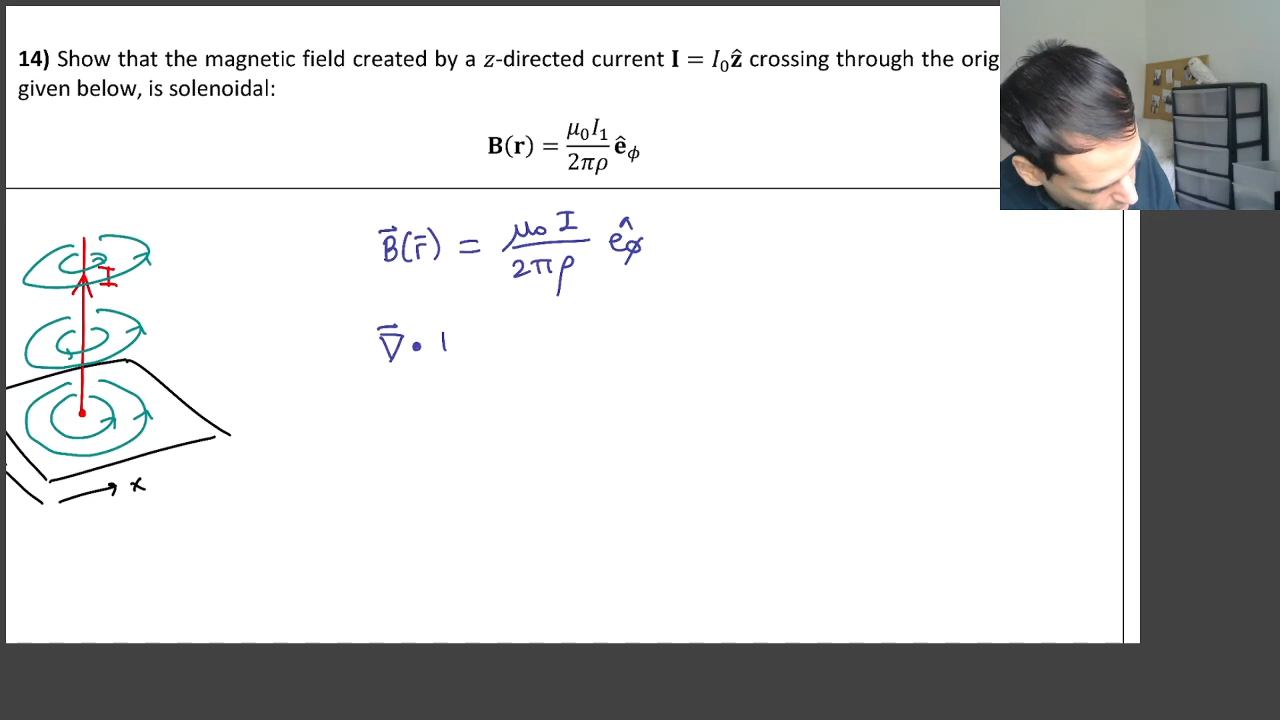 14) Show that the magnetic field created by a z-directed current I = I₀ẑ crossing through the orig
given below, is solenoidal:
B(r) = μ₀I₁ / 2πρ ê_ϕ
B⃗(r̄) = μ₀ I / 2πρ ê_ϕ
I
∇⃗ •
x